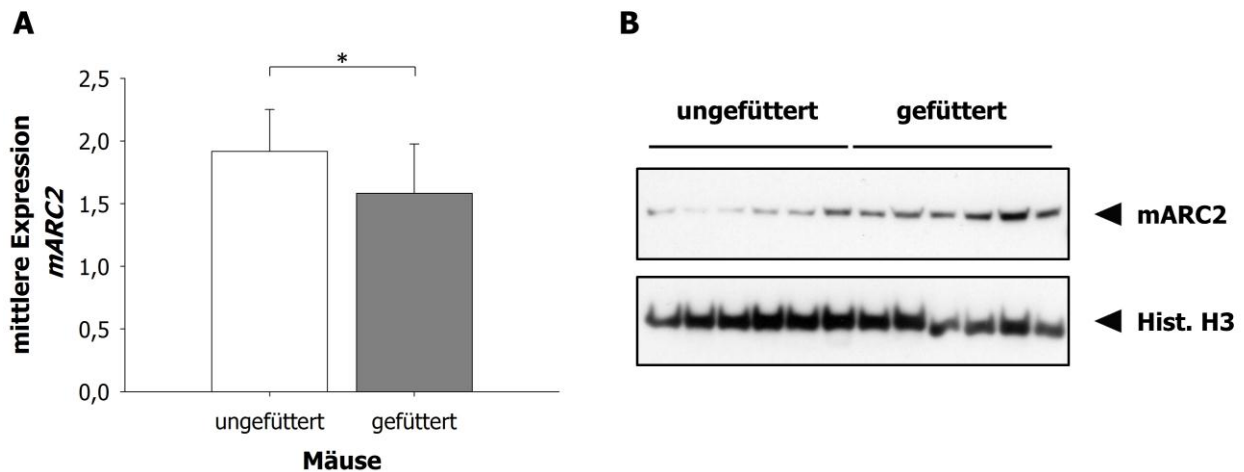 A
*
mittlere Expression
mARC2
2,5
2,0
1,5
1,0
0,5
0,0
ungefüttert gefüttert
Mäuse
B
ungefüttert gefüttert
mARC2
Hist. H3